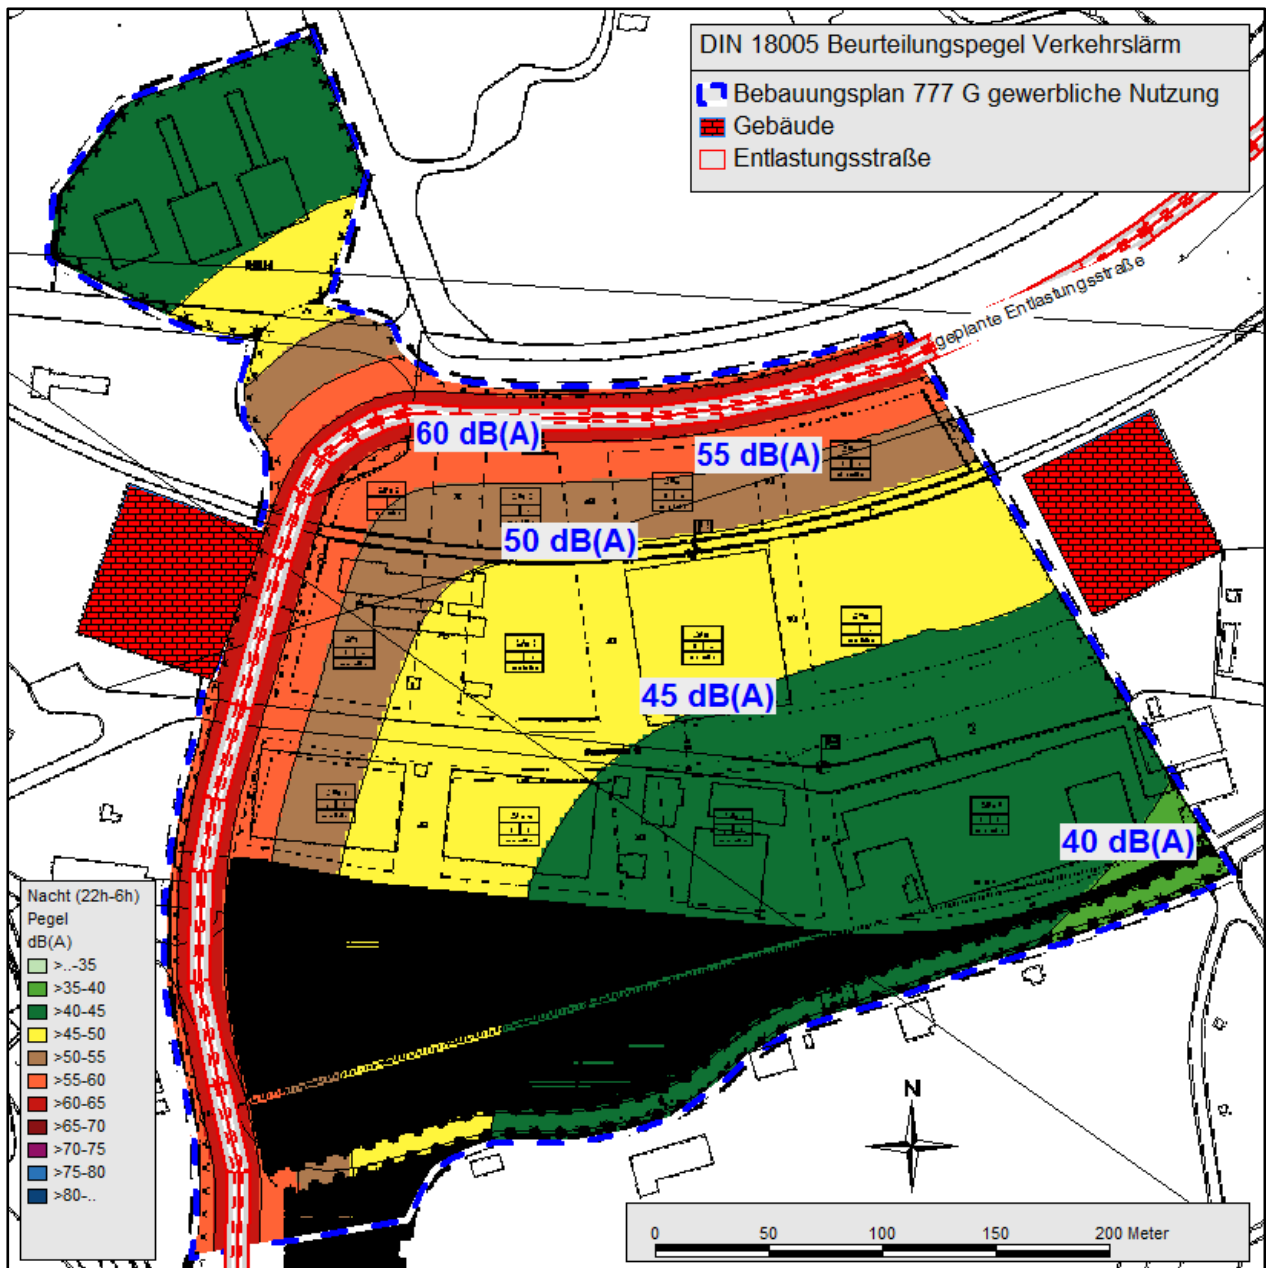 DIN 18005 Beurteilungspegel Verkehrslärm
Bebauungsplan 777 G gewerbliche Nutzung
Gebäude
Entlastungsstraße
geplante Entlastungsstraße
60 dB(A)
55 dB(A)
50 dB(A)
45 dB(A)
40 dB(A)
Nacht (22h-6h)
Pegel
dB(A)
>..-35
>35-40
>40-45
>45-50
>50-55
>55-60
>60-65
>65-70
>70-75
>75-80
>80-..
N
0 50 100 150 200 Meter